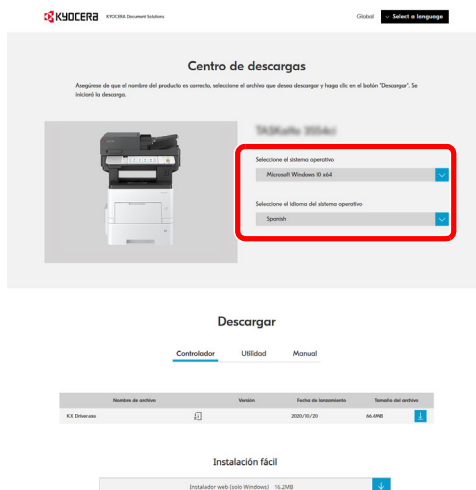 KYOCERA KYOCERA Document Solutions
Global Select a language
Centro de descargas
Asegúrese de que el nombre del producto es correcto, seleccione el archivo que desea descargar y haga clic en el botón "Descargar". Se
iniciará la descarga.
Seleccione el sistema operativo
Microsoft Windows 10 x64
Seleccione el idioma del sistema operativo
Spanish
Descargar
Controlador Utilidad Manual
Nombre de archivo Versión Fecha de lanzamiento Tamaño del archivo
KX Driver.exe 2020/10/20 66.6MB
Instalación fácil
Instalador web (solo Windows) 16.2MB